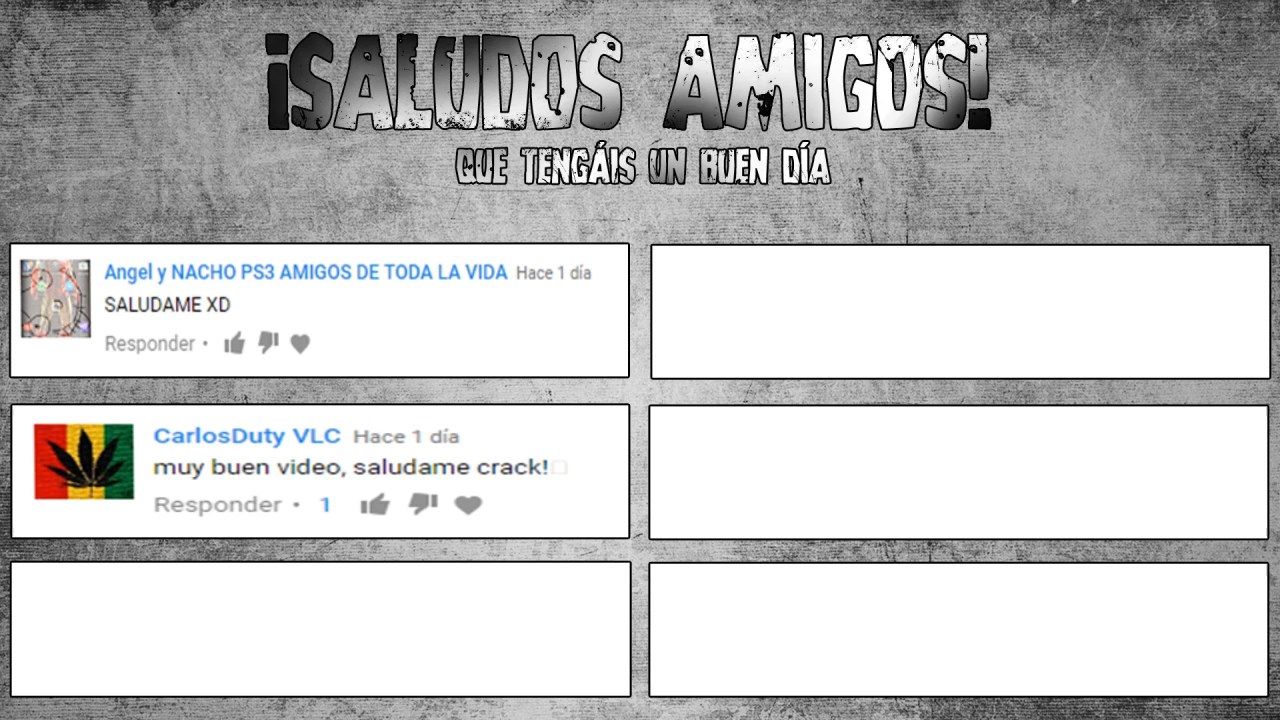 ¡SALUDOS AMIGOS!
QUE TENGÁIS UN BUEN DÍA
Angel y NACHO PS3 AMIGOS DE TODA LA VIDA Hace 1 día
SALUDAME XD
Responder •
CarlosDuty VLC Hace 1 día
muy buen video, saludame crack!
Responder • 1